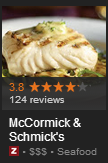 3.8
124 reviews
McCormick &
Schmick's
Z · $$$ · Seafood